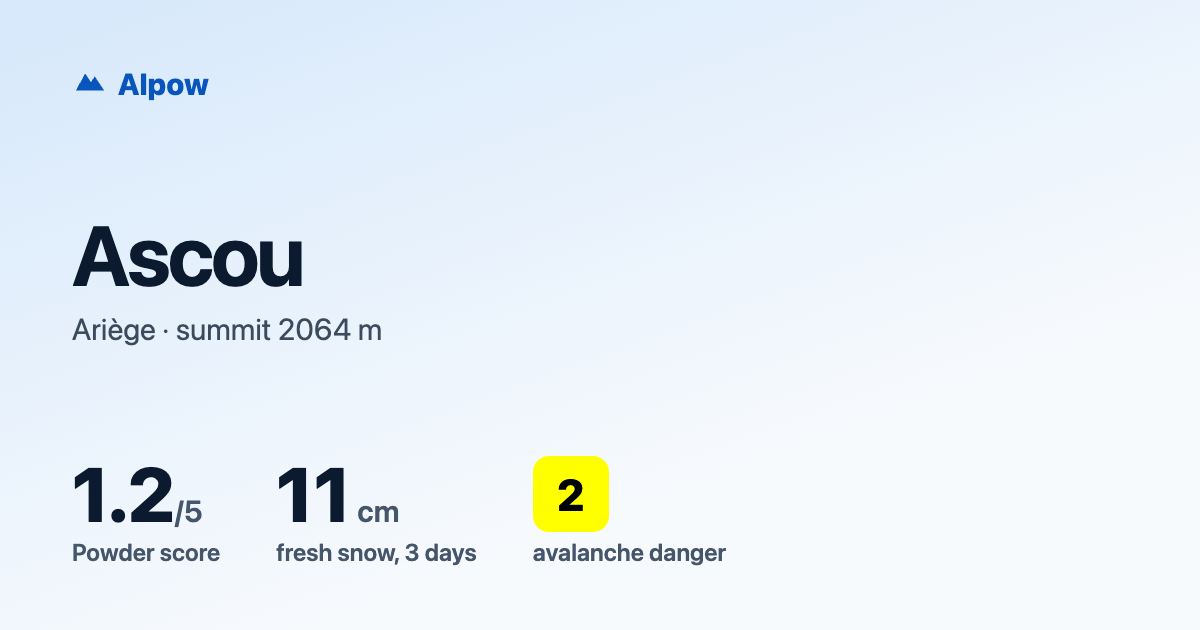 Alpow
Ascou
Ariège · summit 2064 m
1.2/5
Powder score
11 cm
fresh snow, 3 days
2
avalanche danger